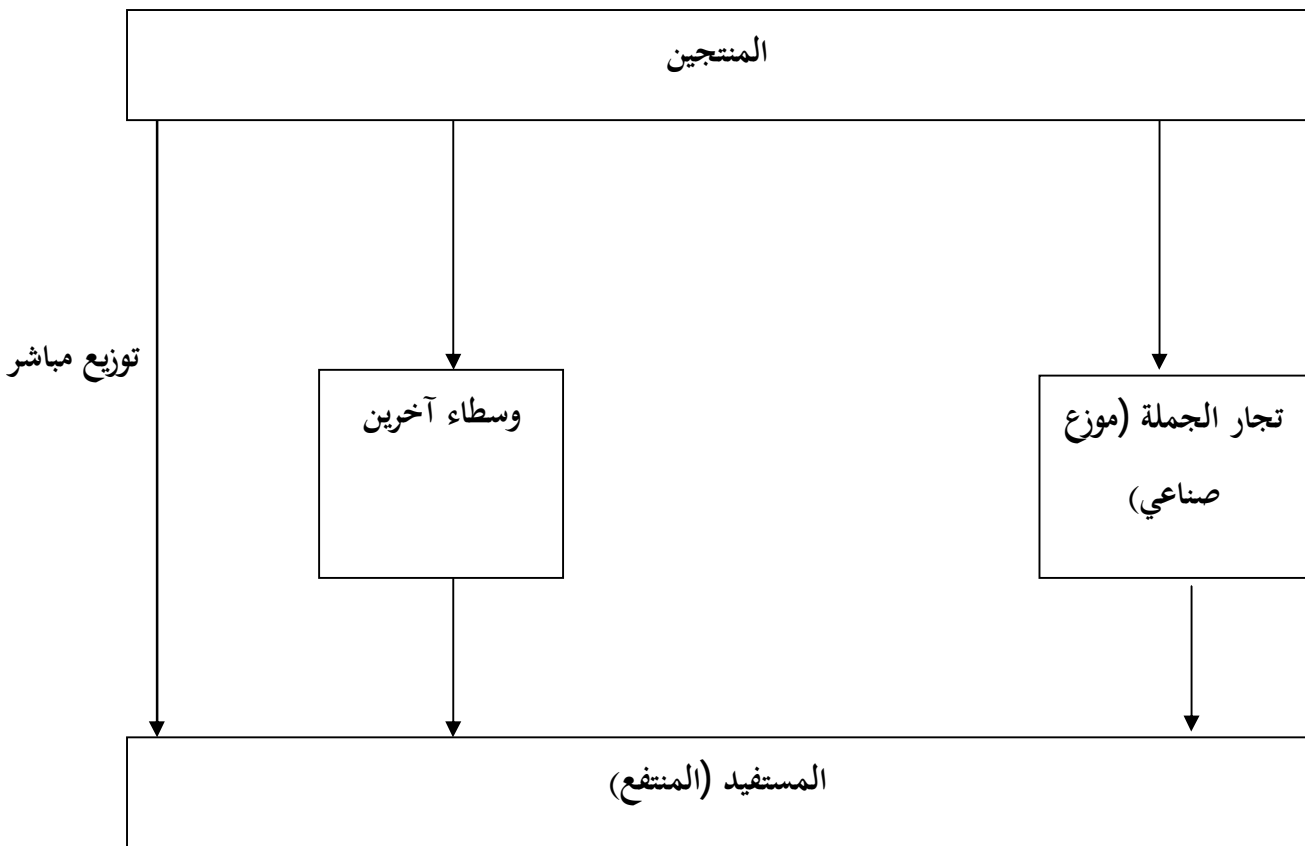 المنتجين
توزيع مباشر
تجار الجملة (موزع
صناعي)
وسطاء آخرين
المستفيد (المنتفع)